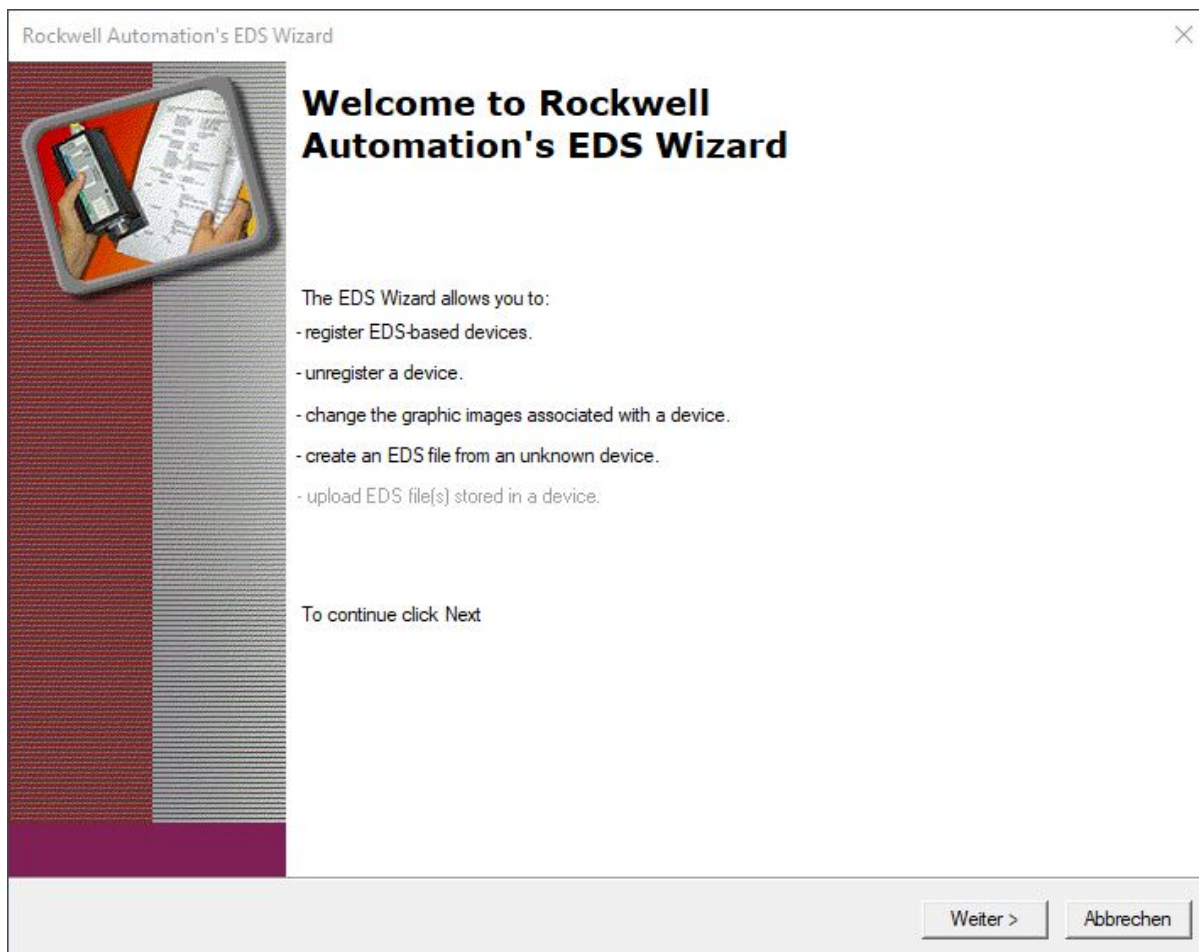 Rockwell Automation's EDS Wizard
Welcome to Rockwell
Automation's EDS Wizard
The EDS Wizard allows you to:
- register EDS-based devices.
- unregister a device.
- change the graphic images associated with a device.
- create an EDS file from an unknown device.
- upload EDS file(s) stored in a device.
To continue click Next
Weiter >
Abbrechen